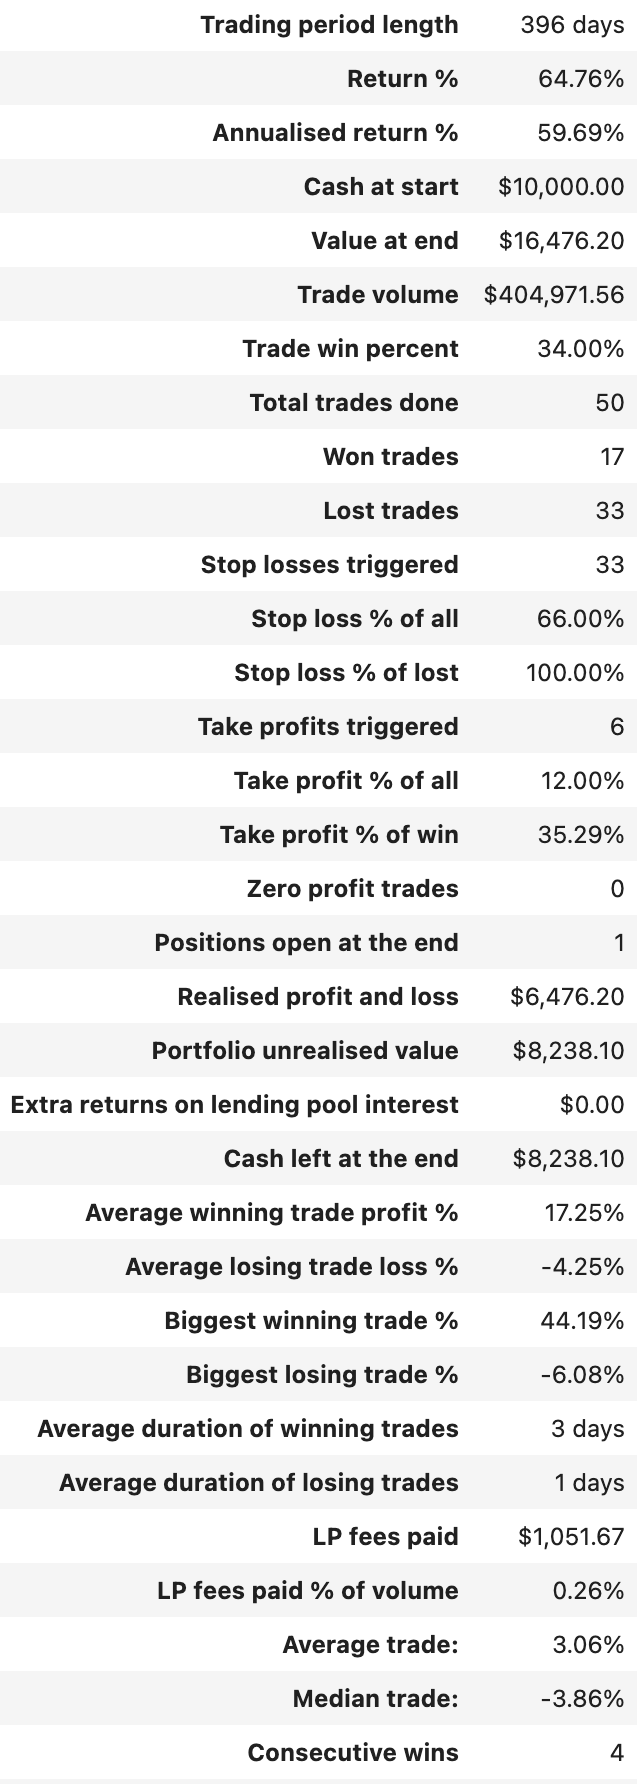 Trading period length 396 days
Return % 64.76%
Annualised return % 59.69%
Cash at start $10,000.00
Value at end $16,476.20
Trade volume $404,971.56
Trade win percent 34.00%
Total trades done 50
Won trades 17
Lost trades 33
Stop losses triggered 33
Stop loss % of all 66.00%
Stop loss % of lost 100.00%
Take profits triggered 6
Take profit % of all 12.00%
Take profit % of win 35.29%
Zero profit trades 0
Positions open at the end 1
Realised profit and loss $6,476.20
Portfolio unrealised value $8,238.10
Extra returns on lending pool interest $0.00
Cash left at the end $8,238.10
Average winning trade profit % 17.25%
Average losing trade loss % -4.25%
Biggest winning trade % 44.19%
Biggest losing trade % -6.08%
Average duration of winning trades 3 days
Average duration of losing trades 1 days
LP fees paid $1,051.67
LP fees paid % of volume 0.26%
Average trade: 3.06%
Median trade: -3.86%
Consecutive wins 4